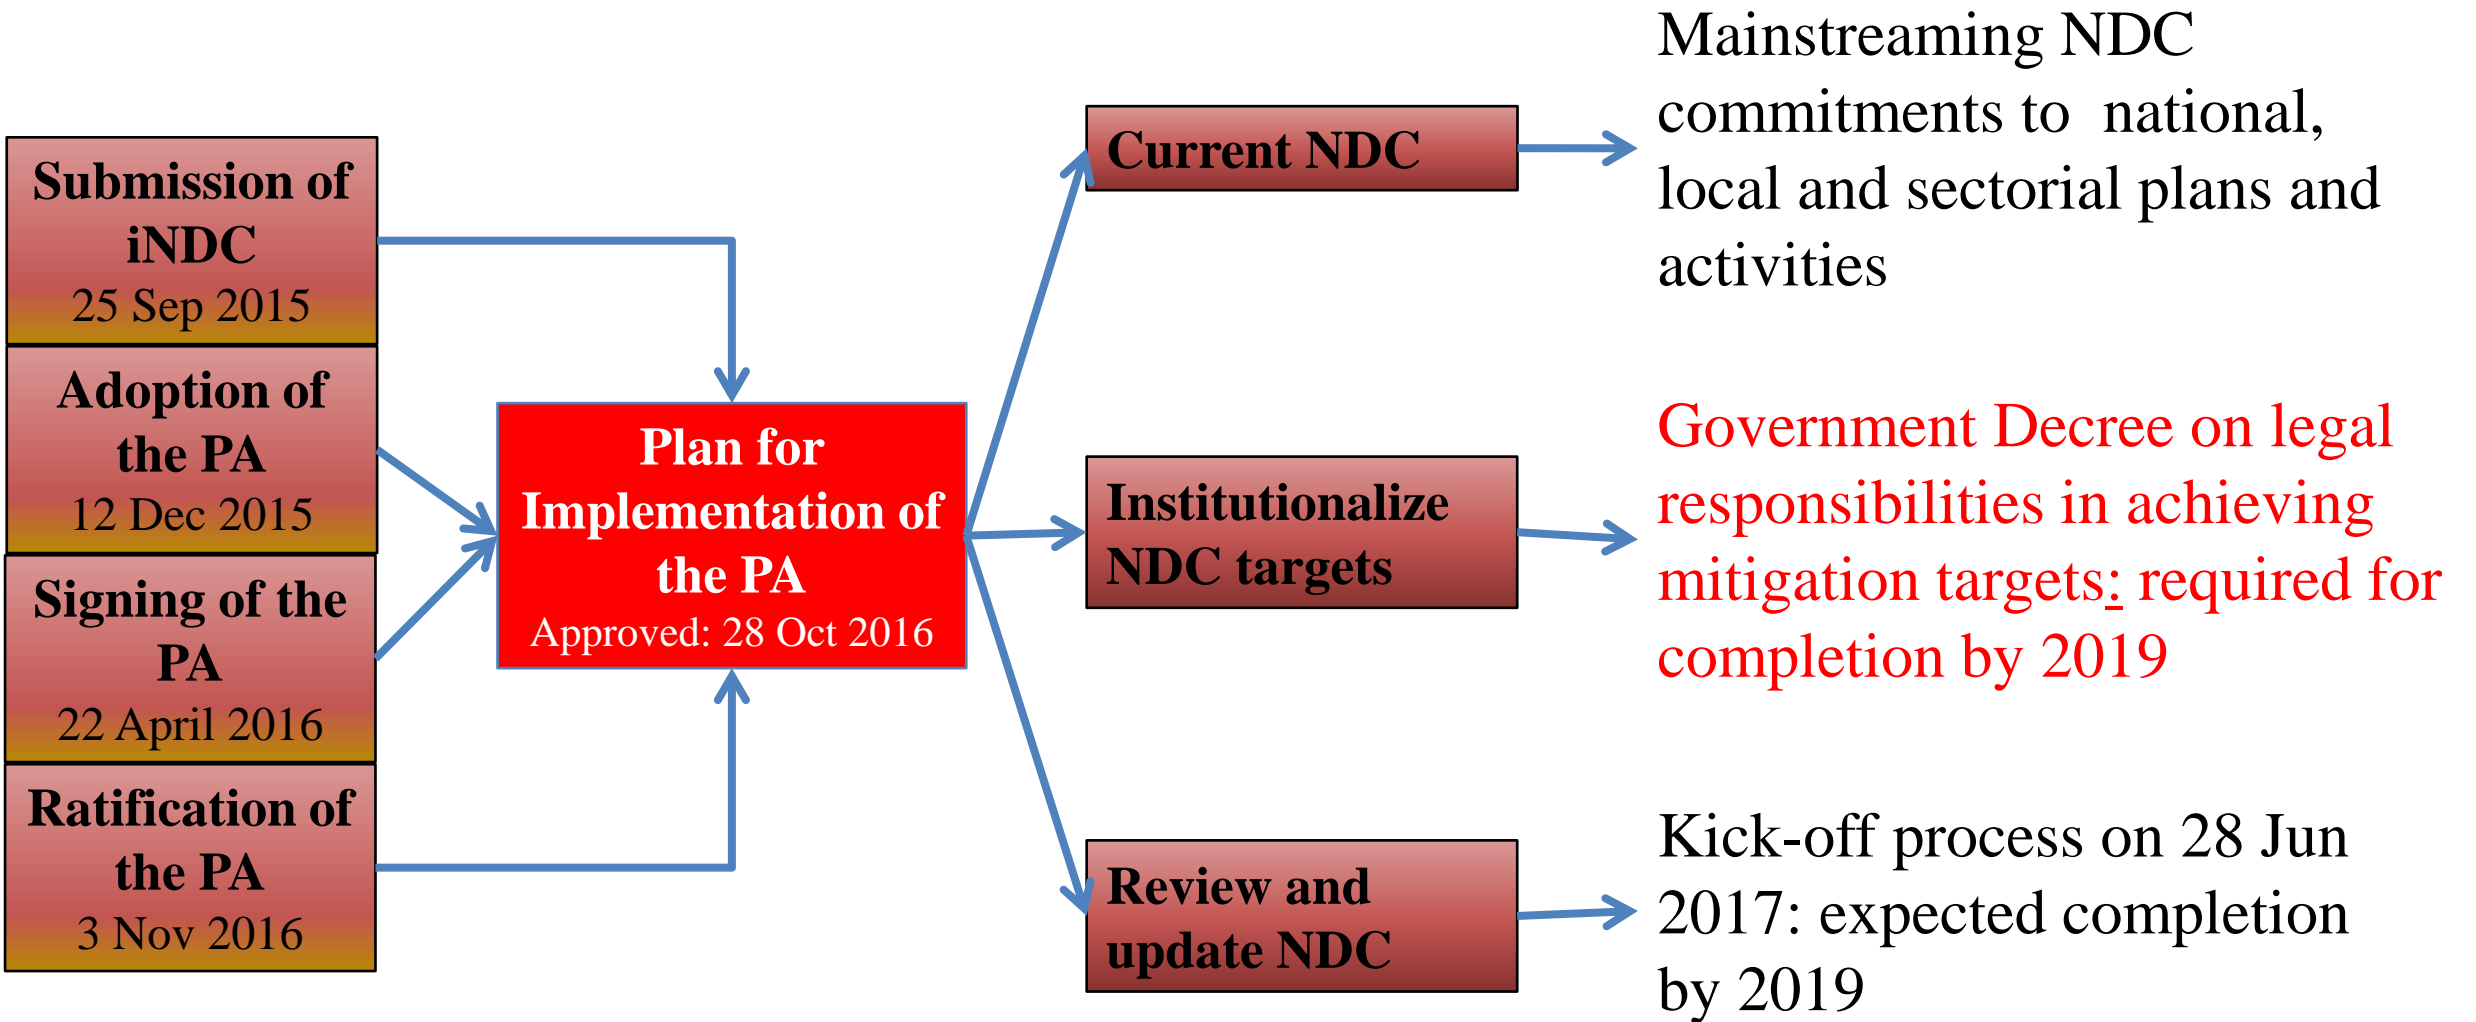 Submission of
iNDC
25 Sep 2015
Adoption of
the PA
12 Dec 2015
Signing of the
PA
22 April 2016
Ratification of
the PA
3 Nov 2016
Plan for
Implementation of
the PA
Approved: 28 Oct 2016
Current NDC
Mainstreaming NDC
commitments to  national,
local and sectorial plans and
activities
Institutionalize
NDC targets
Government Decree on legal
responsibilities in achieving
mitigation targets: required for
completion by 2019
Review and
update NDC
Kick-off process on 28 Jun
2017: expected completion
by 2019